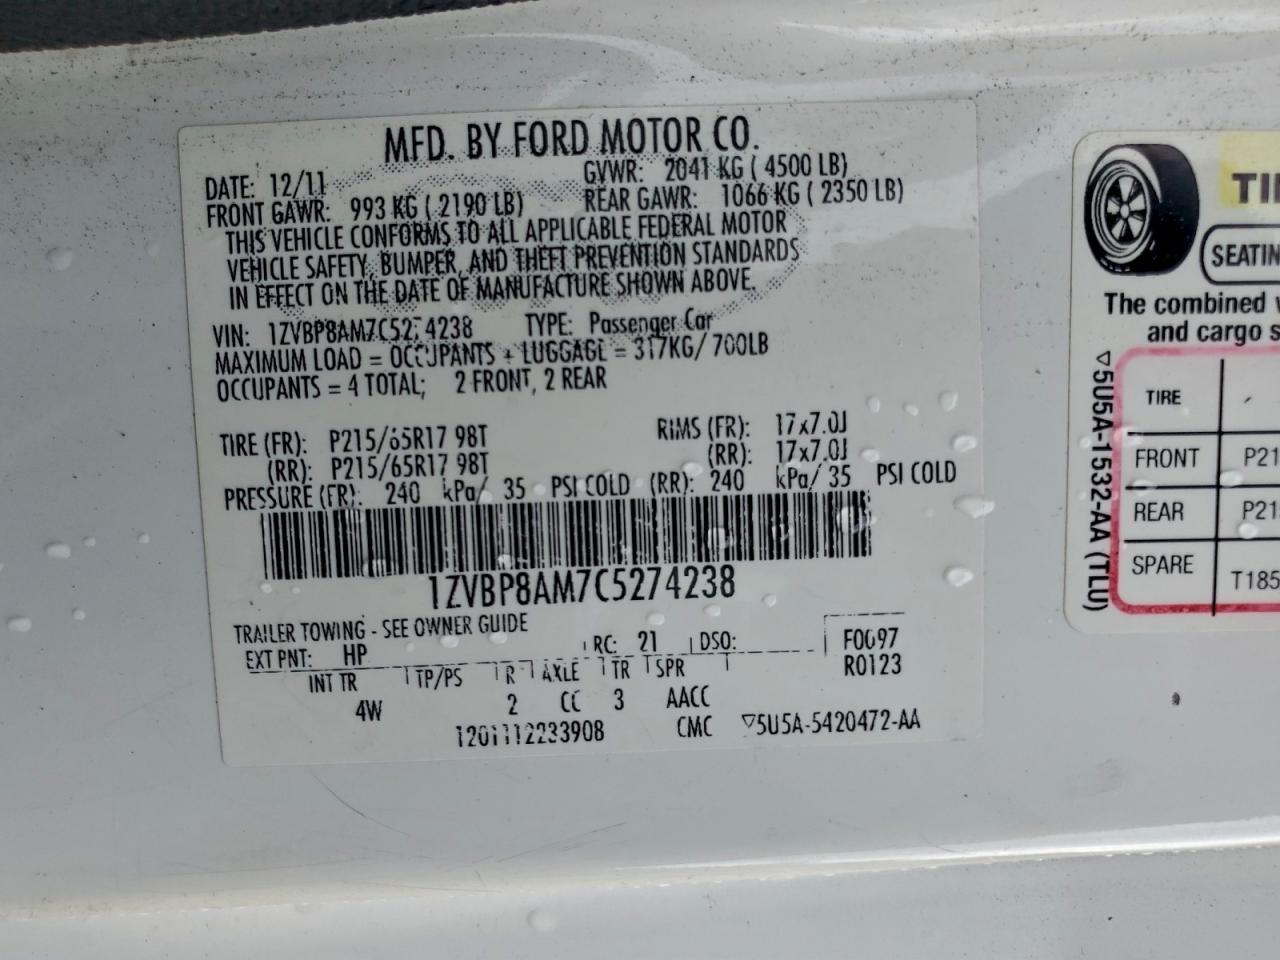 MFD. BY FORD MOTOR CO.
DATE: 12/11 GVWR: 2041 KG ( 4500 LB)
FRONT GAWR: 993 KG ( 2190 LB) REAR GAWR: 1066 KG ( 2350 LB)
THIS VEHICLE CONFORMS TO ALL APPLICABLE FEDERAL MOTOR
VEHICLE SAFETY, BUMPER, AND THEFT PREVENTION STANDARDS
IN EFFECT ON THE DATE OF MANUFACTURE SHOWN ABOVE.
VIN: 1ZVBP8AM7C5274238 TYPE: Passenger Car
MAXIMUM LOAD = OCCUPANTS + LUGGAGE = 317KG/ 700LB
OCCUPANTS = 4 TOTAL; 2 FRONT, 2 REAR
TIRE (FR): P215/65R17 98T RIMS (FR): 17x7.0J
(RR): P215/65R17 98T (RR): 17x7.0J
PRESSURE (FR): 240 kPa/ 35 PSI COLD (RR): 240 kPa/ 35 PSI COLD
1ZVBP8AM7C5274238
TRAILER TOWING - SEE OWNER GUIDE
EXT PNT: HP RC: 21 DSO: F0097
R0123
INT TR TP/PS R AXLE TR SPR
4W 2 CC 3 AACC
1201112233908 CMC ▽5U5A-5420472-AA
TI
SEATIN
The combined
and cargo s
TIRE
FRONT P21
REAR P21
SPARE T185
▽5U5A-1532-AA (TLU)